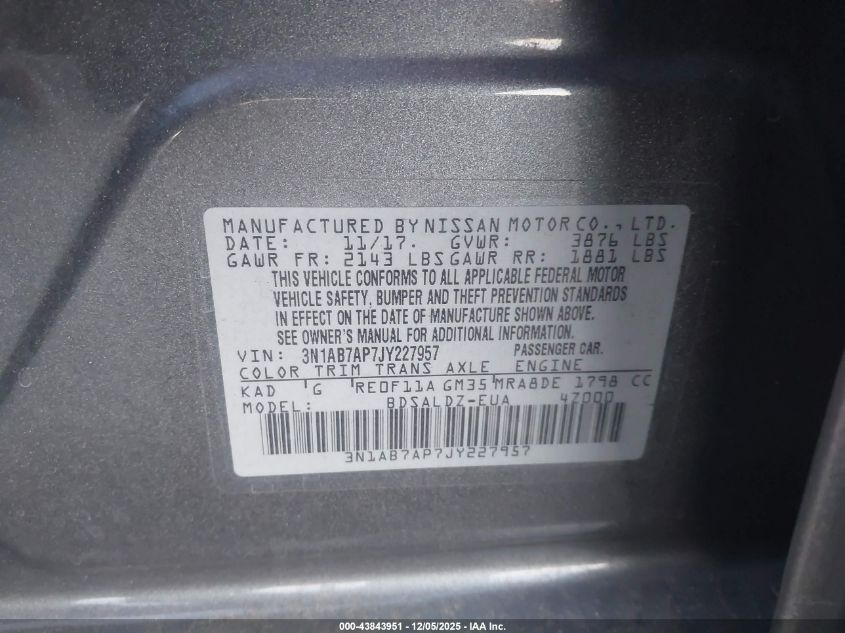 MANUFACTURED BY NISSAN MOTOR CO., LTD.
DATE: 11/17. GVWR: 3876 LBS
GAWR FR: 2143 LBS GAWR RR: 1881 LBS
THIS VEHICLE CONFORMS TO ALL APPLICABLE FEDERAL MOTOR
VEHICLE SAFETY, BUMPER AND THEFT PREVENTION STANDARDS
IN EFFECT ON THE DATE OF MANUFACTURE SHOWN ABOVE.
SEE OWNER'S MANUAL FOR ADDITIONAL INFORMATION.
VIN: 3N1AB7AP7JY227957 PASSENGER CAR.
COLOR TRIM TRANS AXLE ENGINE
KAD G RE0F11A GM35 MRA8DE 1798 CC
MODEL: BDSALDZ-EUA 47000
3N1AB7AP7JY227957
000-43843951 - 12/05/2025 - IAA Inc.